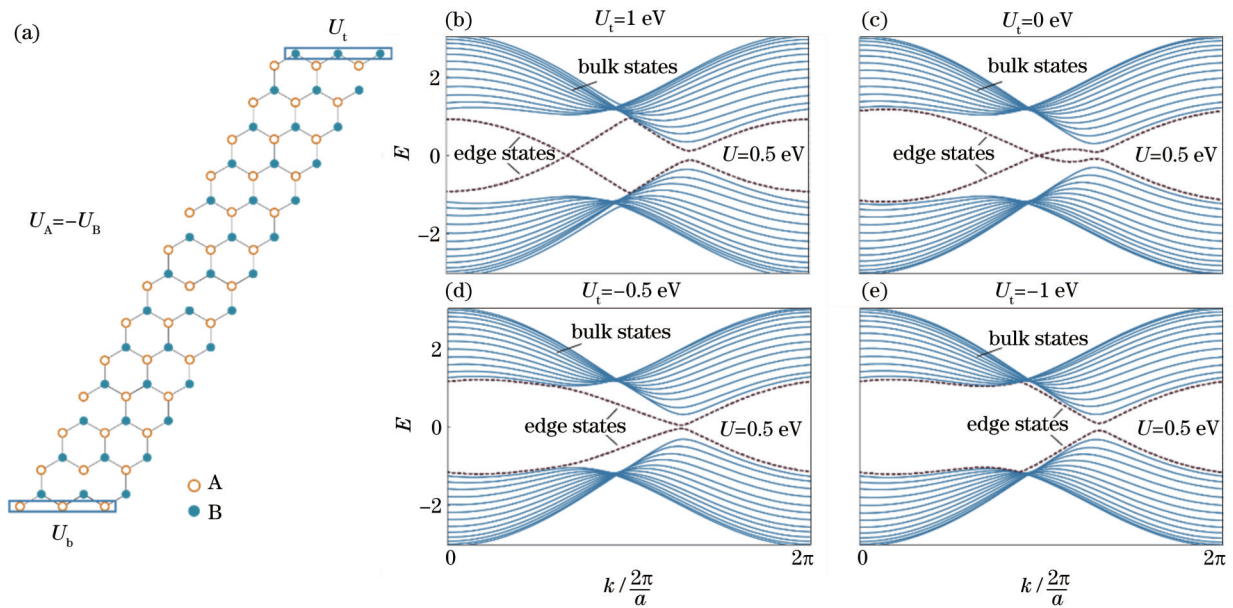 (a)
U_t
U_A=−U_B
A
B
U_b
(b)
U_t=1 eV
bulk states
edge states
U=0.5 eV
E
2
0
−2
(c)
U_t=0 eV
bulk states
edge states
U=0.5 eV
(d)
U_t=−0.5 eV
bulk states
edge states
U=0.5 eV
E
2
0
−2
0
2π
k / 2π/a
(e)
U_t=−1 eV
bulk states
edge states
U=0.5 eV
0
2π
k / 2π/a